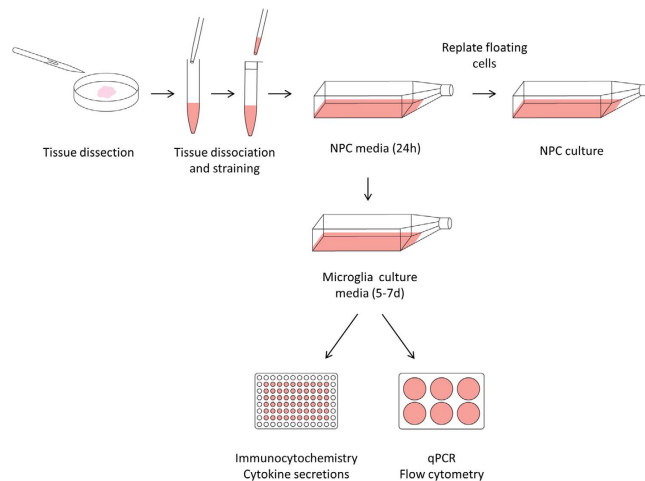 Replate floating
cells
Tissue dissection
Tissue dissociation
and straining
NPC media (24h)
NPC culture
Microglia culture
media (5-7d)
Immunocytochemistry
Cytokine secretions
qPCR
Flow cytometry